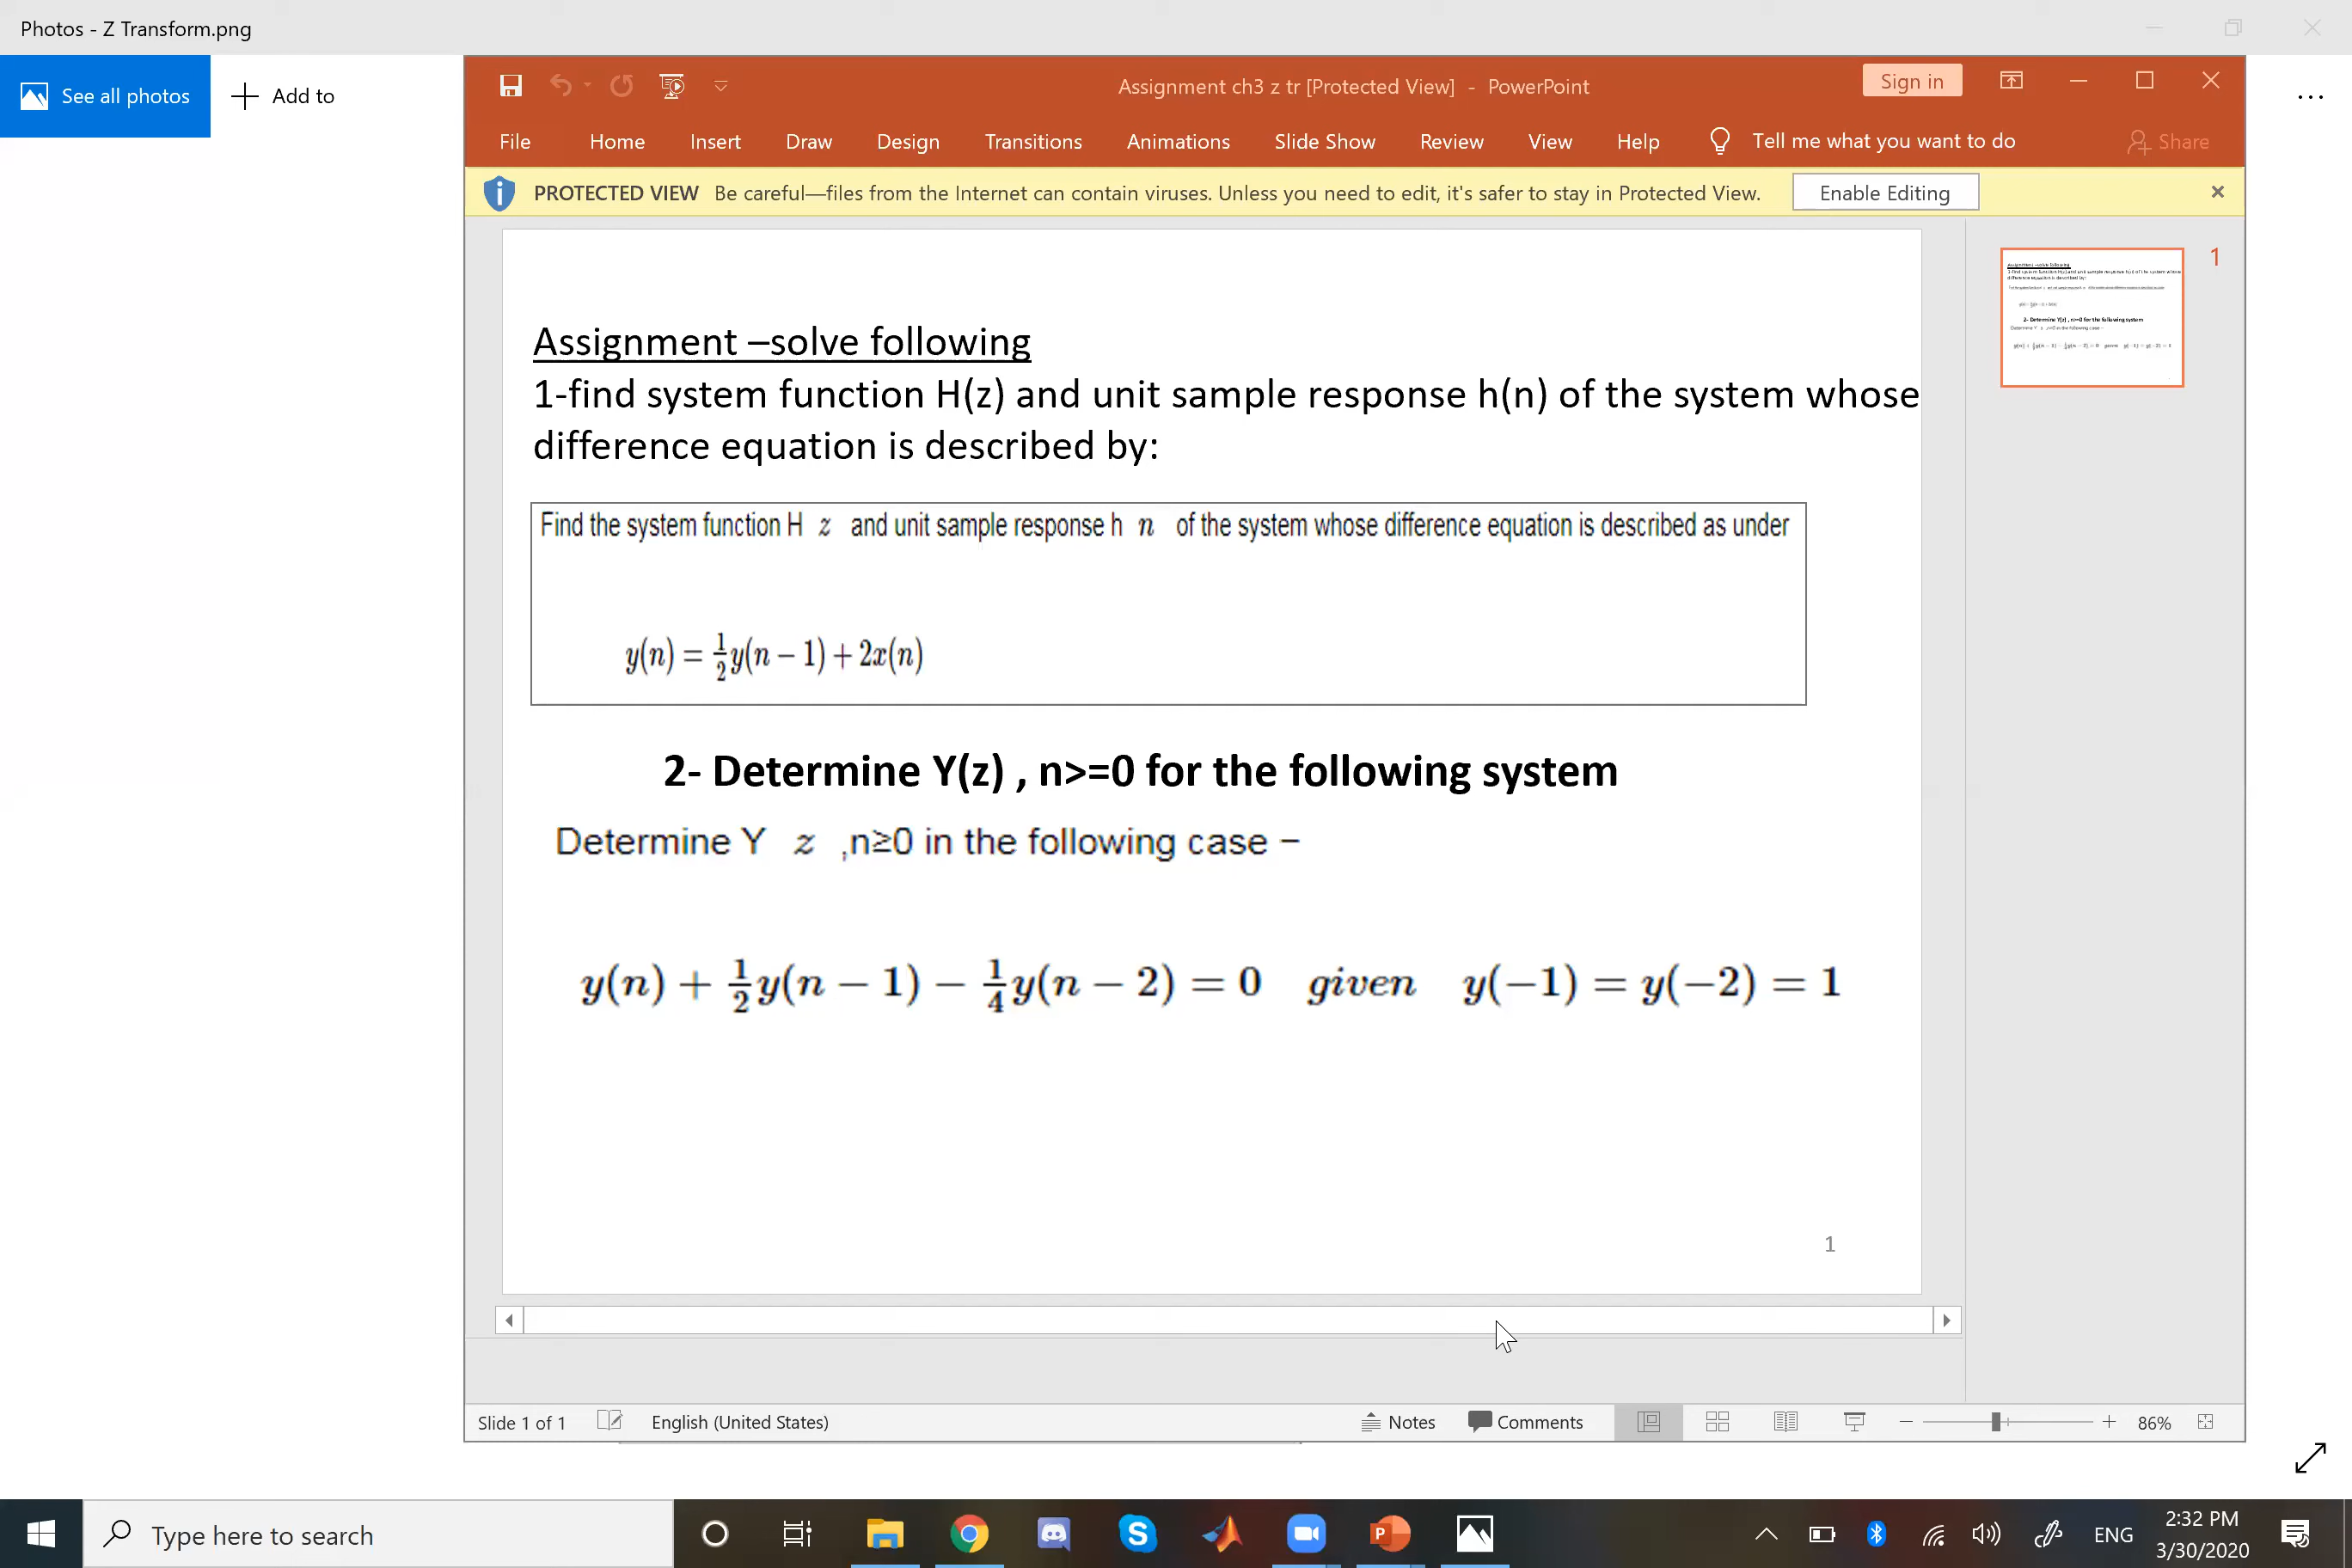 Photos - Z Transform.png
See all photos
Add to
Assignment ch3 z tr [Protected View] - PowerPoint
Sign in
File Home Insert Draw Design Transitions Animations Slide Show Review View Help Tell me what you want to do Share
PROTECTED VIEW Be careful—files from the Internet can contain viruses. Unless you need to edit, it's safer to stay in Protected View. Enable Editing
1
Assignment –solve following
1-find system function H(z) and unit sample response h(n) of the system whose
difference equation is described by:
Find the system function H z and unit sample response h n of the system whose difference equation is described as under
y(n) = 1/2 y(n − 1) + 2x(n)
2- Determine Y(z) , n>=0 for the following system
Determine Y z ,n≥0 in the following case −
y(n) + 1/2 y(n − 1) − 1/4 y(n − 2) = 0 given y(−1) = y(−2) = 1
1
Slide 1 of 1 English (United States) Notes Comments 86%
Type here to search
ENG
2:32 PM
3/30/2020